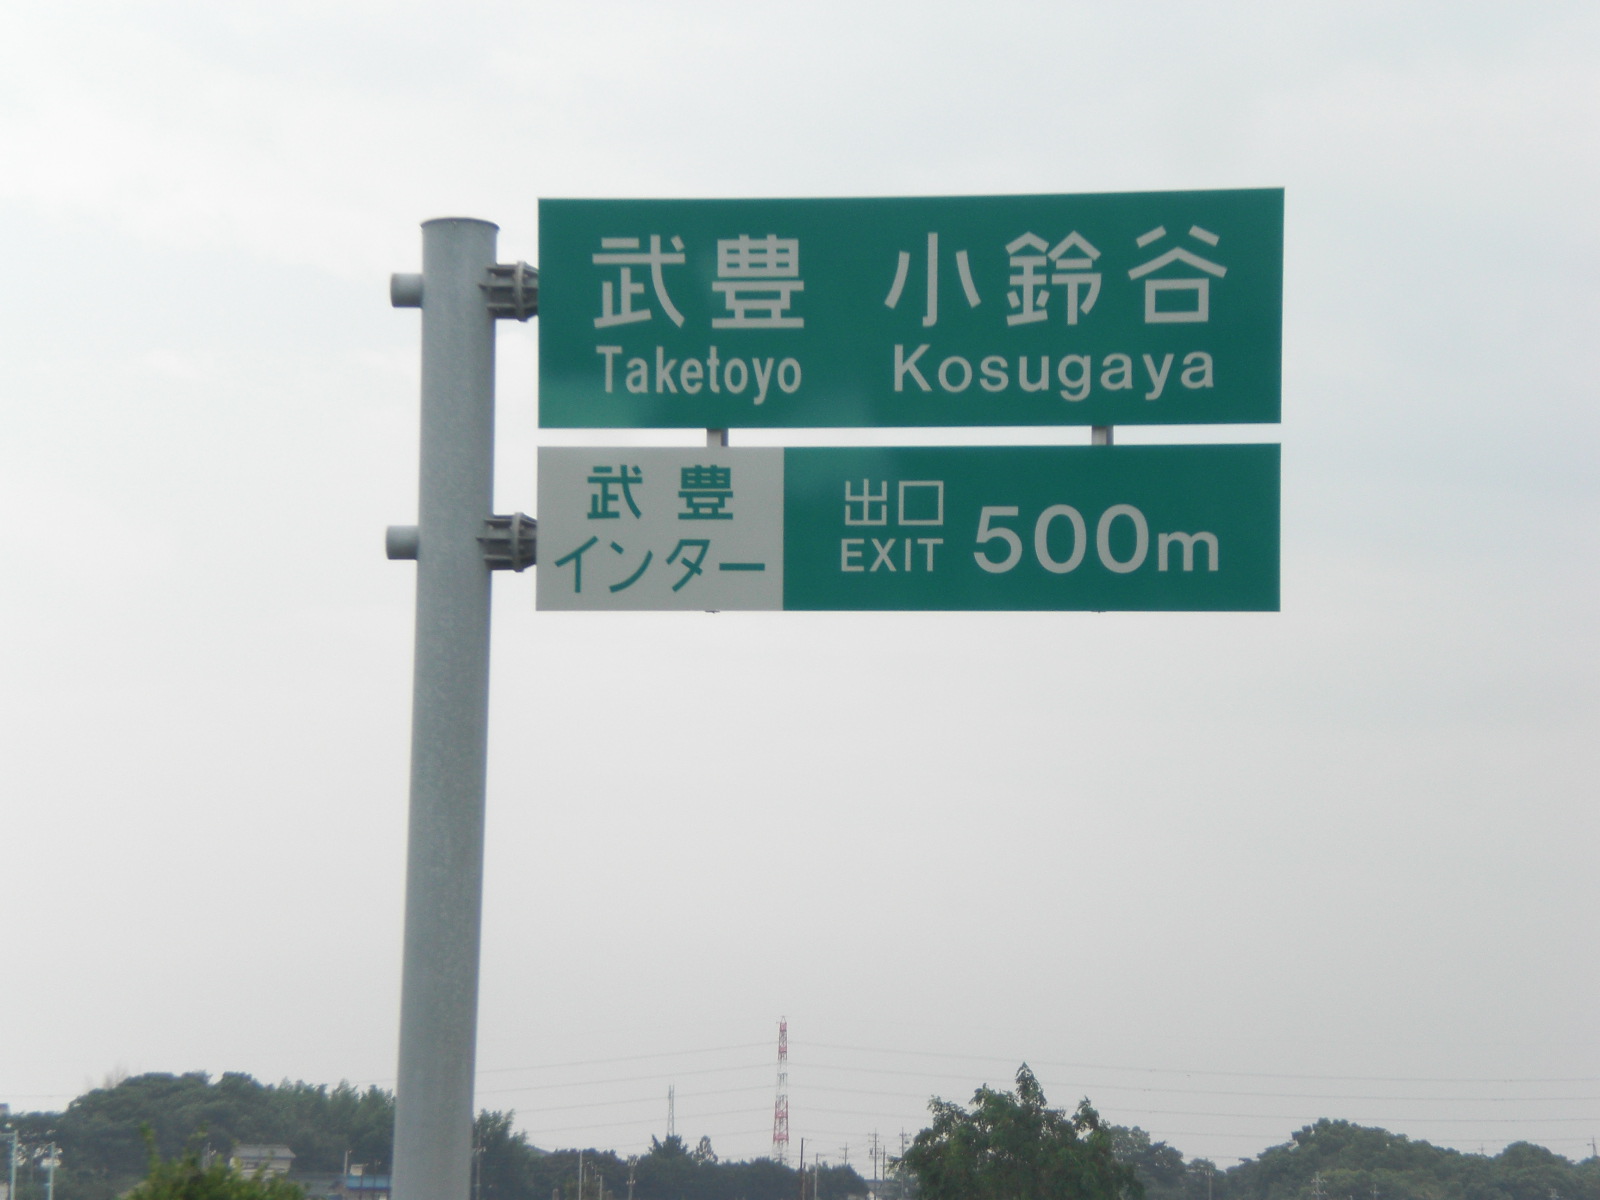 武豊 小鈴谷
Taketoyo Kosugaya
武豊
インター
出口
EXIT 500m